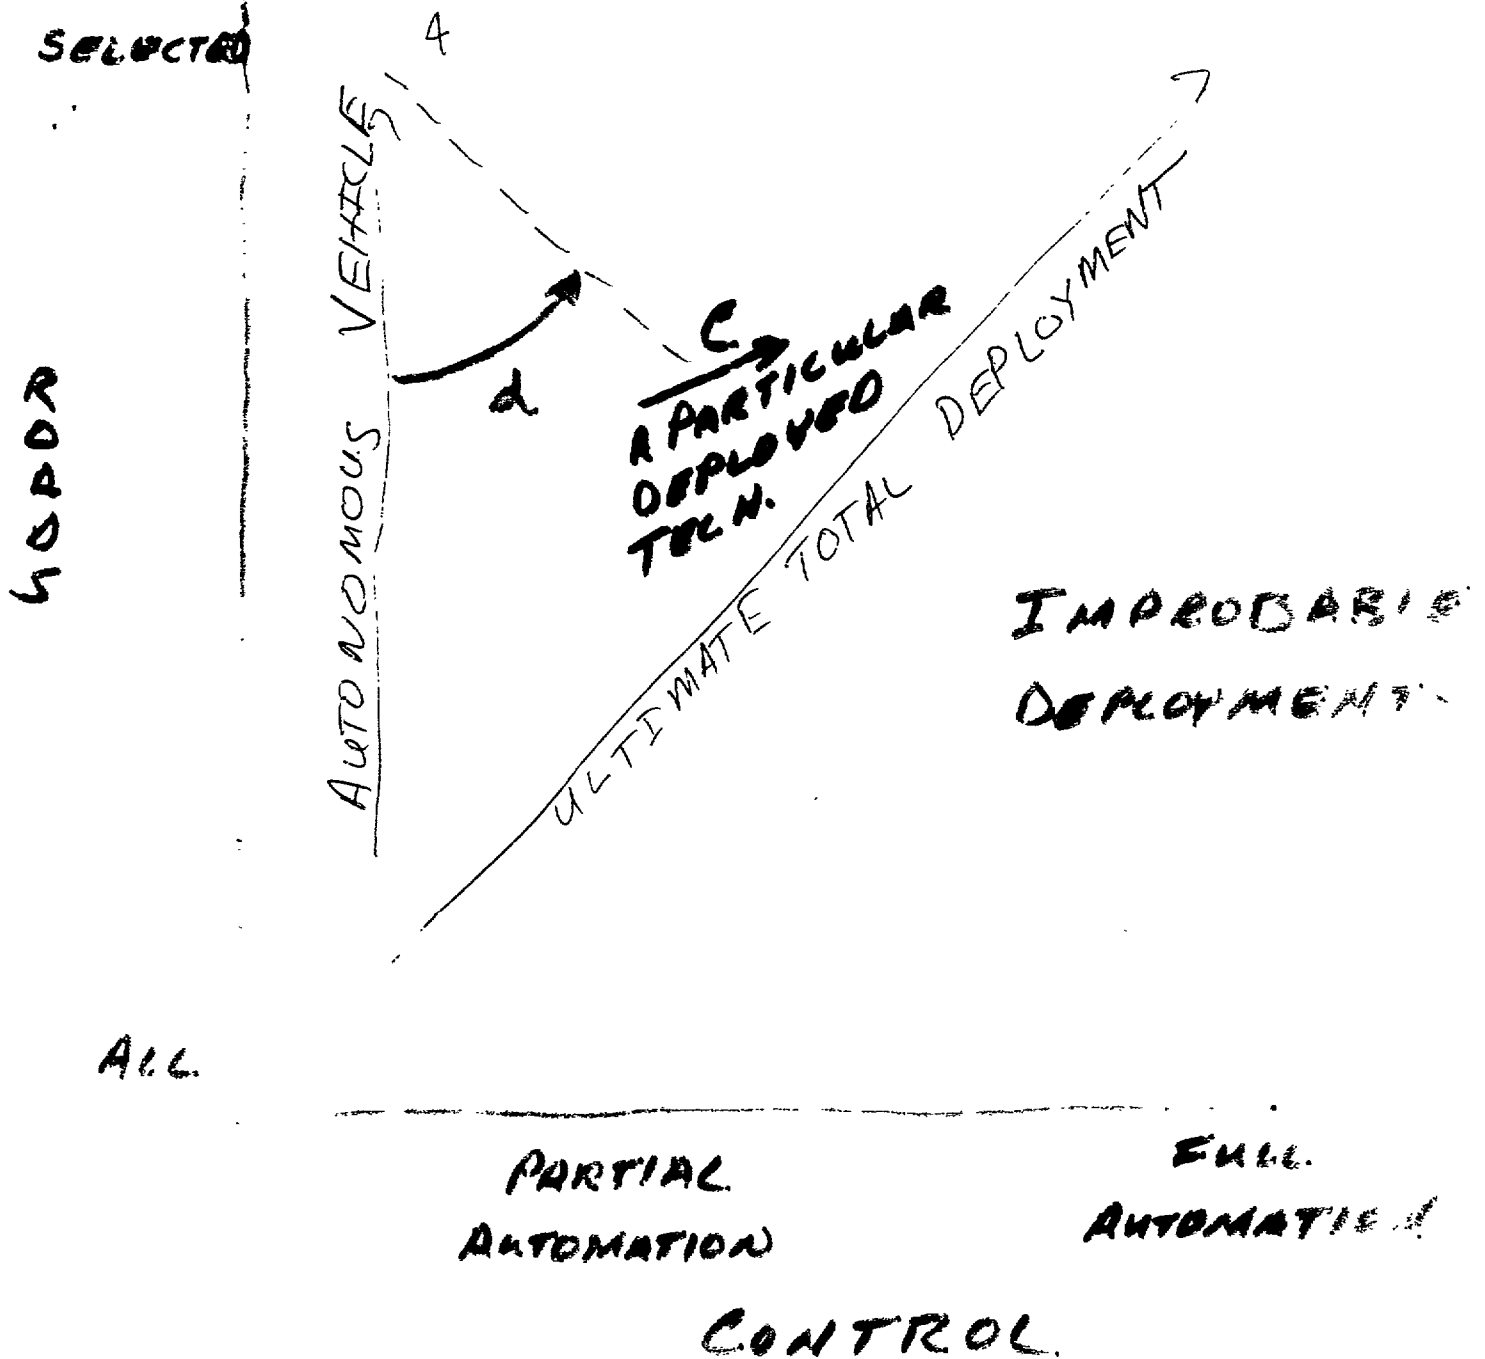 SELECTED
4
AUTONOMOUS VEHICLE
d
C
A PARTICULAR
DEPLOYED
TECH.
ULTIMATE TOTAL DEPLOYMENT
ROADS
IMPROBABLE
DEPLOYMENT
ALL
PARTIAL
AUTOMATION
FULL
AUTOMATION
CONTROL